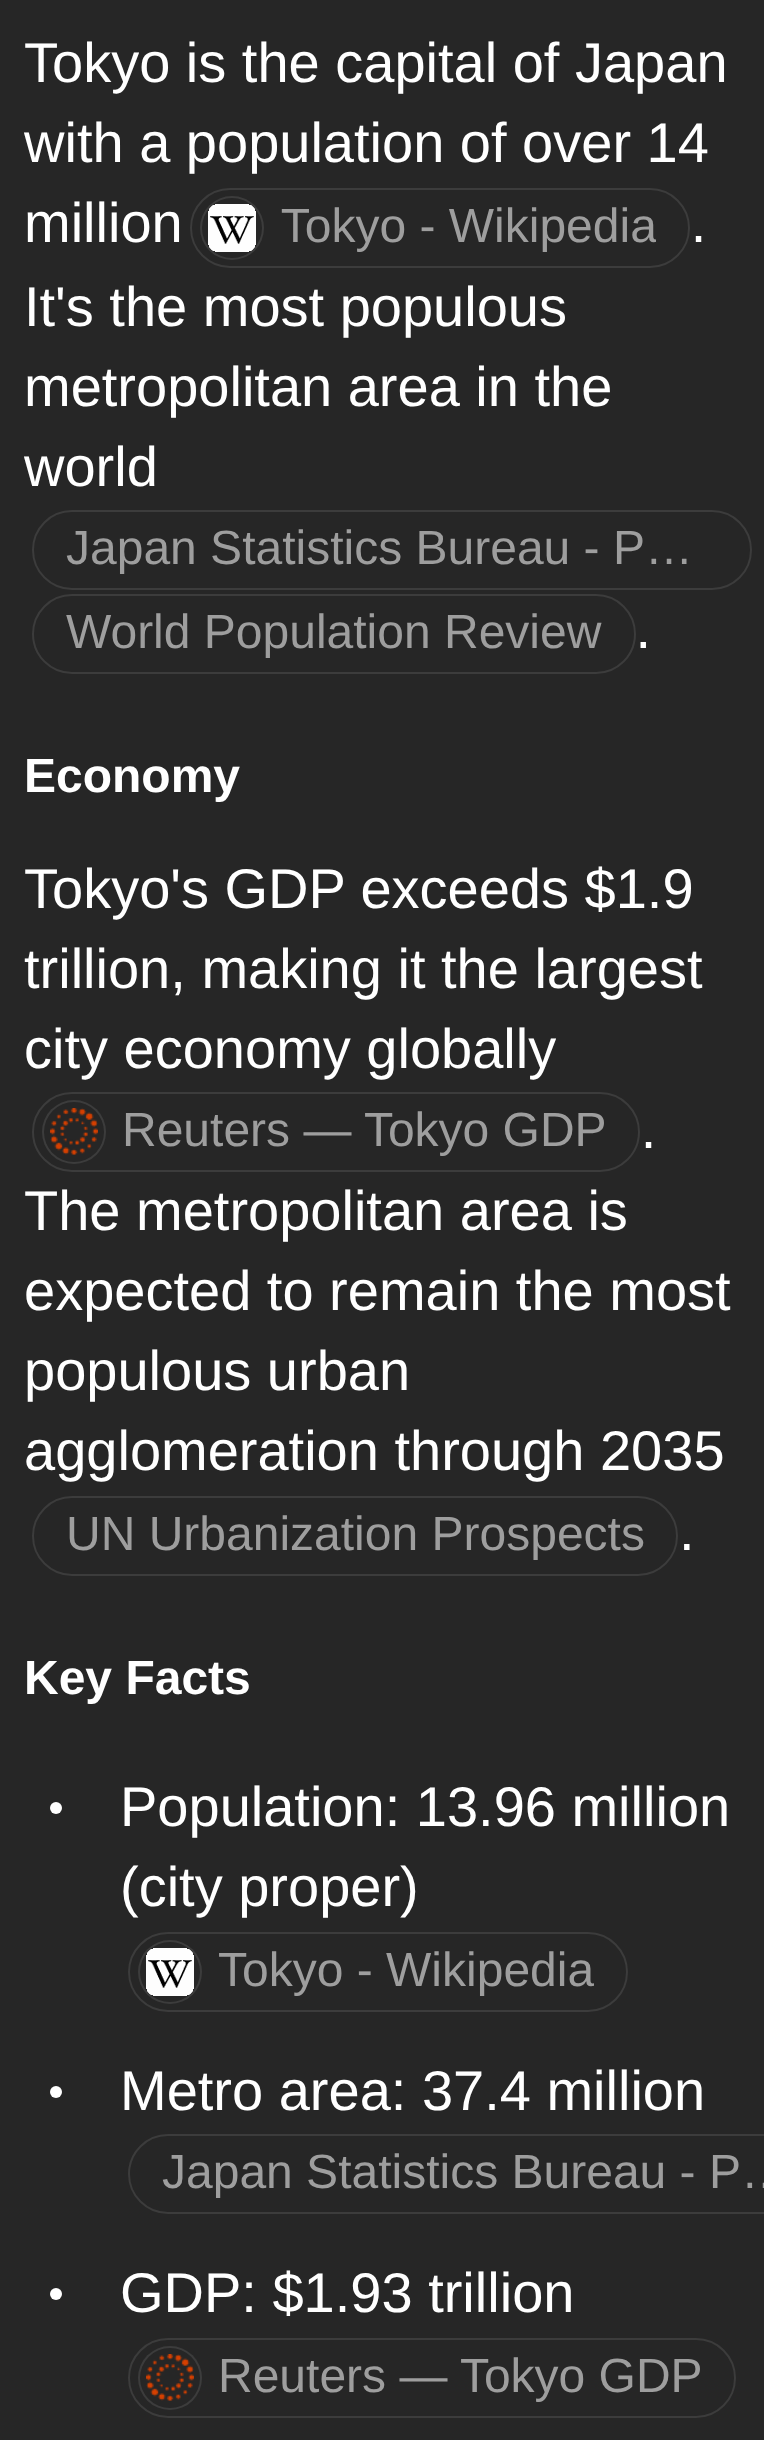 Tokyo is the capital of Japan
with a population of over 14
million W Tokyo - Wikipedia .
It's the most populous
metropolitan area in the
world
Japan Statistics Bureau - P…
World Population Review .
Economy
Tokyo's GDP exceeds $1.9
trillion, making it the largest
city economy globally
Reuters — Tokyo GDP .
The metropolitan area is
expected to remain the most
populous urban
agglomeration through 2035
UN Urbanization Prospects .
Key Facts
• Population: 13.96 million
(city proper)
W Tokyo - Wikipedia
• Metro area: 37.4 million
Japan Statistics Bureau - P…
• GDP: $1.93 trillion
Reuters — Tokyo GDP